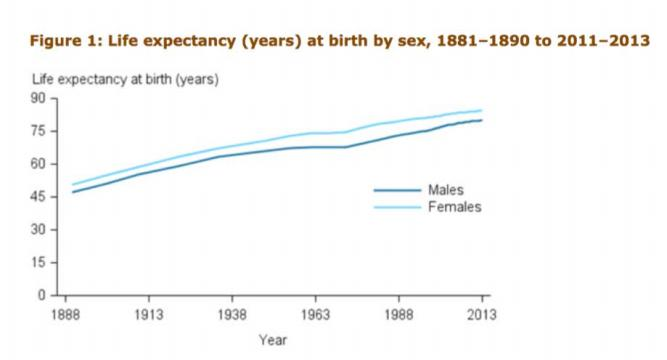 Figure 1: Life expectancy (years) at birth by sex, 1881–1890 to 2011–2013
Life expectancy at birth (years)
90
75
60
45
30
15
0
Males
Females
1888 1913 1938 1963 1988 2013
Year